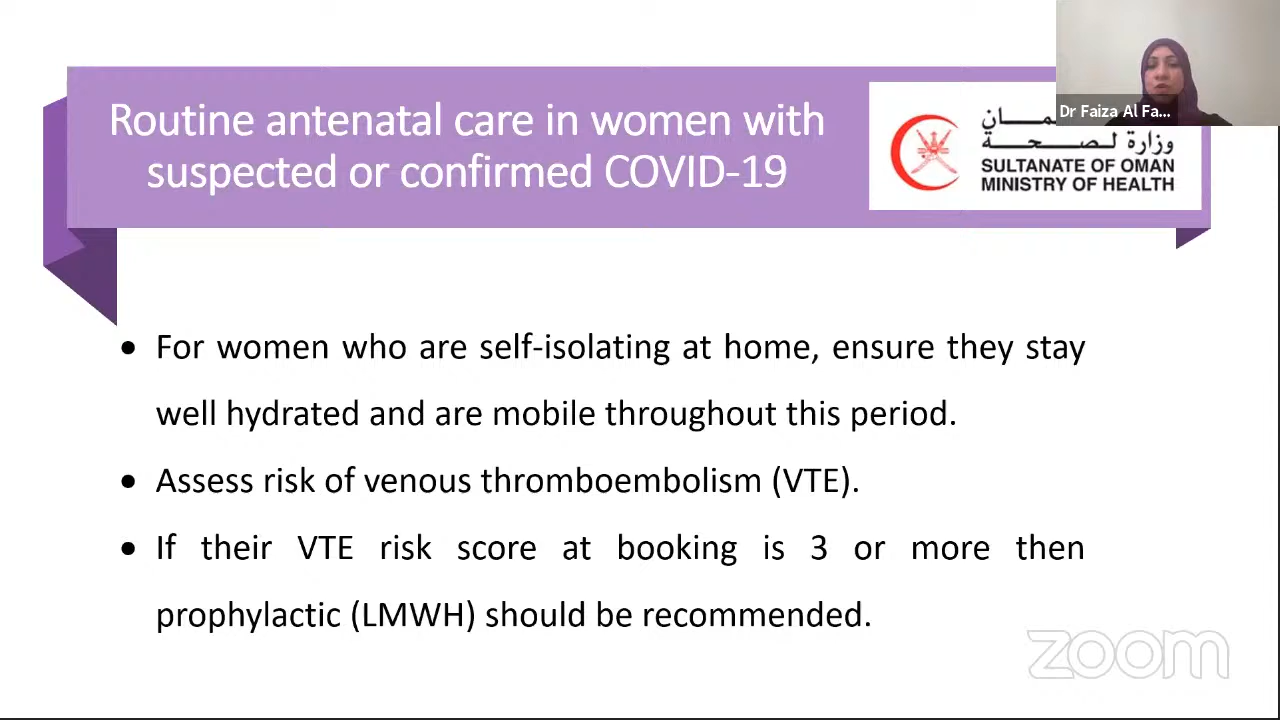 Routine antenatal care in women with
suspected or confirmed COVID-19
Dr Faiza Al Fa...
وزارة لصحة
SULTANATE OF OMAN
MINISTRY OF HEALTH
• For women who are self-isolating at home, ensure they stay
well hydrated and are mobile throughout this period.
• Assess risk of venous thromboembolism (VTE).
• If their VTE risk score at booking is 3 or more then
prophylactic (LMWH) should be recommended.
zoom